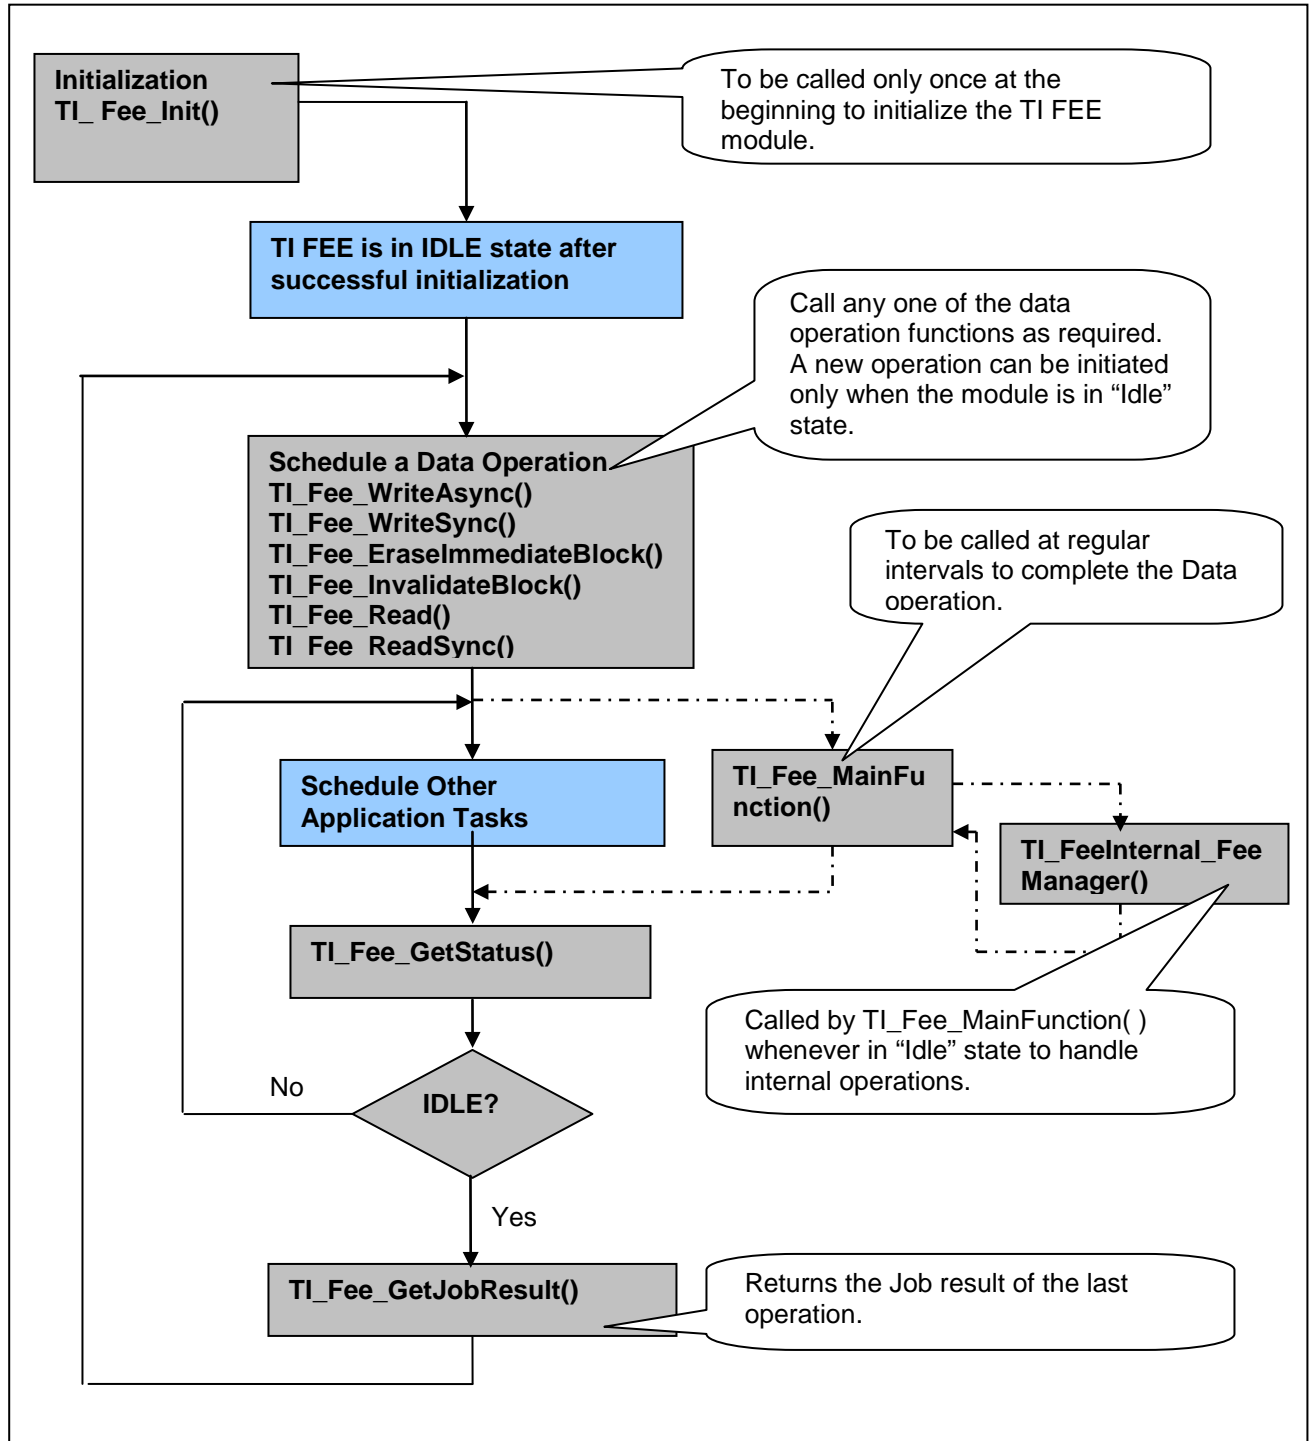 Initialization
TI_ Fee_Init()
To be called only once at the
beginning to initialize the TI FEE
module.
TI FEE is in IDLE state after
successful initialization
Call any one of the data
operation functions as required.
A new operation can be initiated
only when the module is in “Idle”
state.
Schedule a Data Operation
TI_Fee_WriteAsync()
TI_Fee_WriteSync()
TI_Fee_EraseImmediateBlock()
TI_Fee_InvalidateBlock()
TI_Fee_Read()
TI_Fee_ReadSync()
To be called at regular
intervals to complete the Data
operation.
Schedule Other
Application Tasks
TI_Fee_MainFu
nction()
TI_FeeInternal_Fee
Manager()
TI_Fee_GetStatus()
Called by TI_Fee_MainFunction( )
whenever in “Idle” state to handle
internal operations.
No
IDLE?
Yes
TI_Fee_GetJobResult()
Returns the Job result of the last
operation.